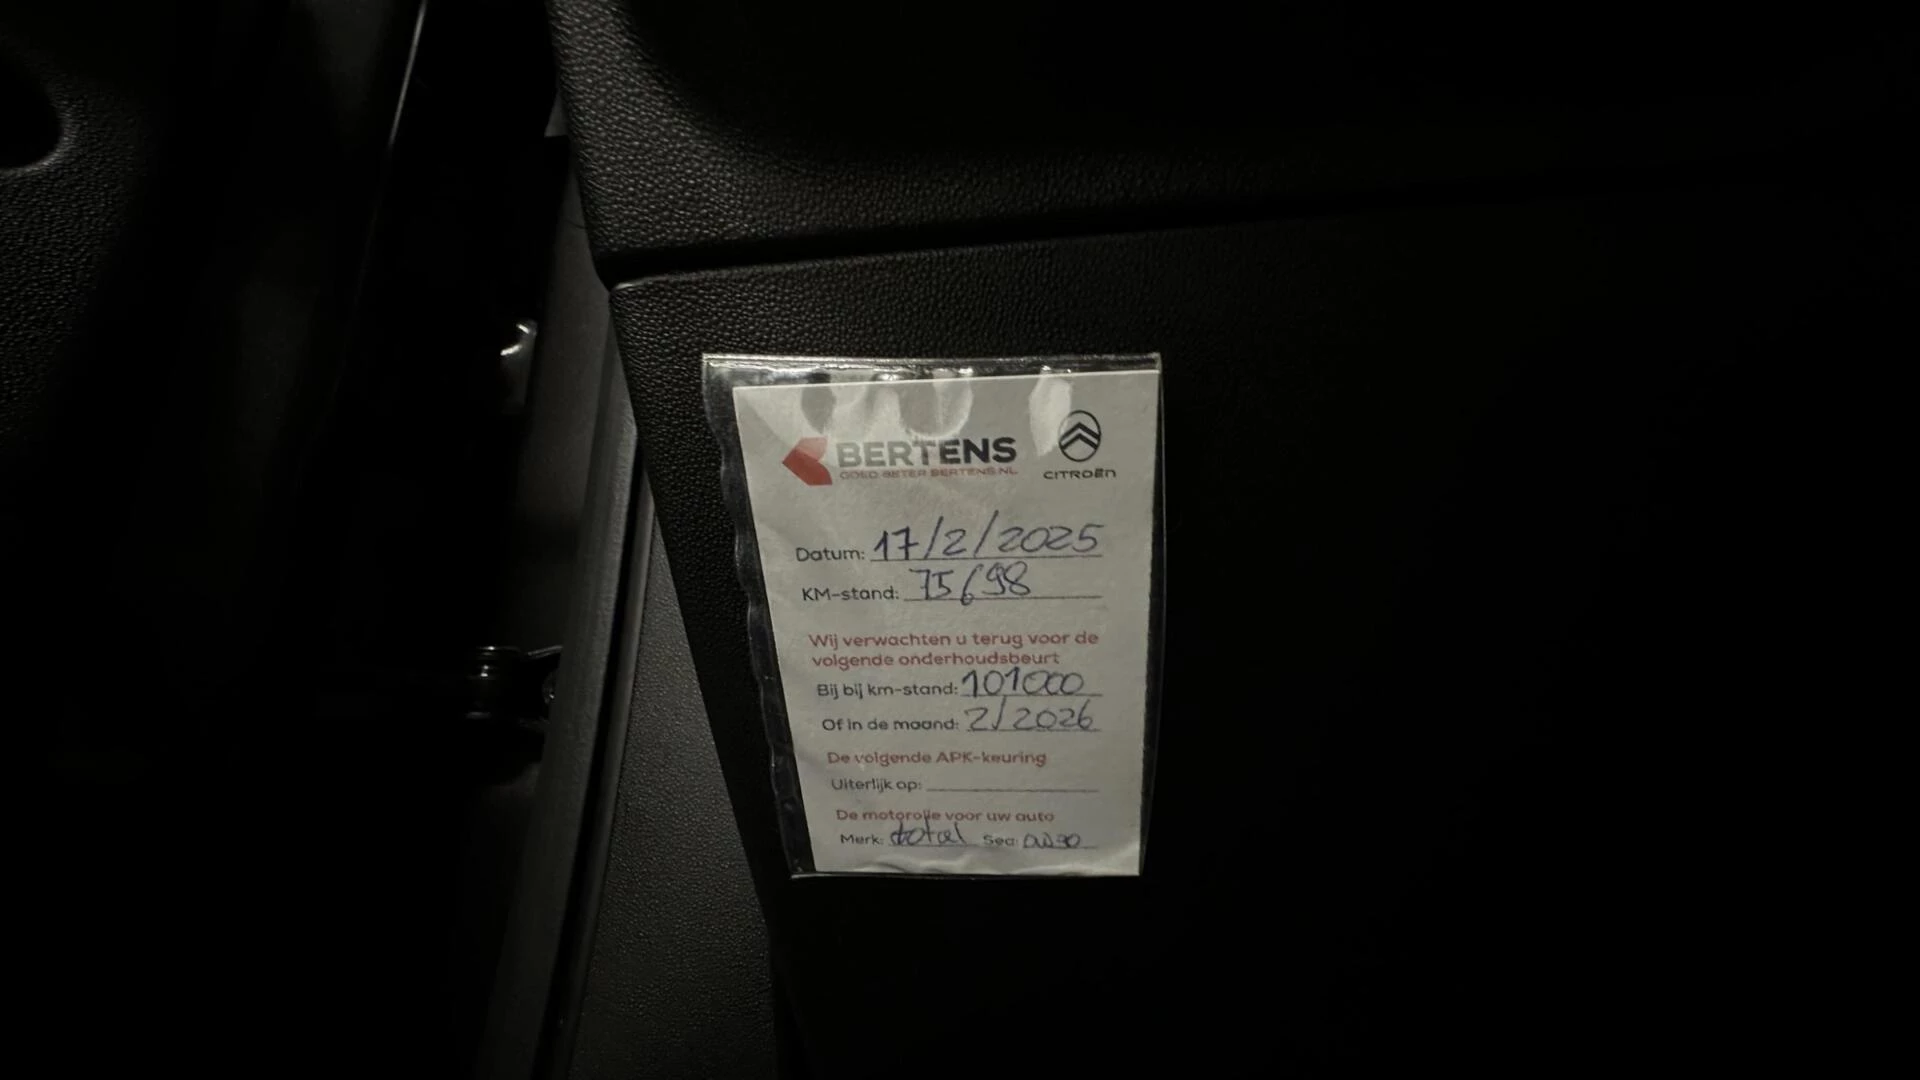 BERTENS
GOED BETER BERTENS.NL
CITROËN
Datum: 17/2/2025
KM-stand: 75698
Wij verwachten u terug voor de
volgende onderhoudsbeurt
Bij bij km-stand: 101000
Of in de maand: 2/2026
De volgende APK-keuring
Uiterlijk op:
De motorolie voor uw auto
Merk: total Sea: 0W30